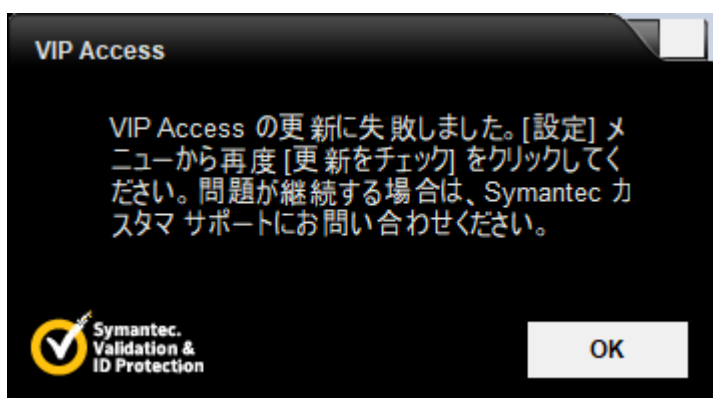 VIP Access
VIP Access の更新に失敗しました。[設定] メ
ニューから再度 [更新をチェック] をクリックしてく
ださい。問題が継続する場合は、Symantec カ
スタマ サポートにお問い合わせください。
Symantec.
Validation &
ID Protection
OK